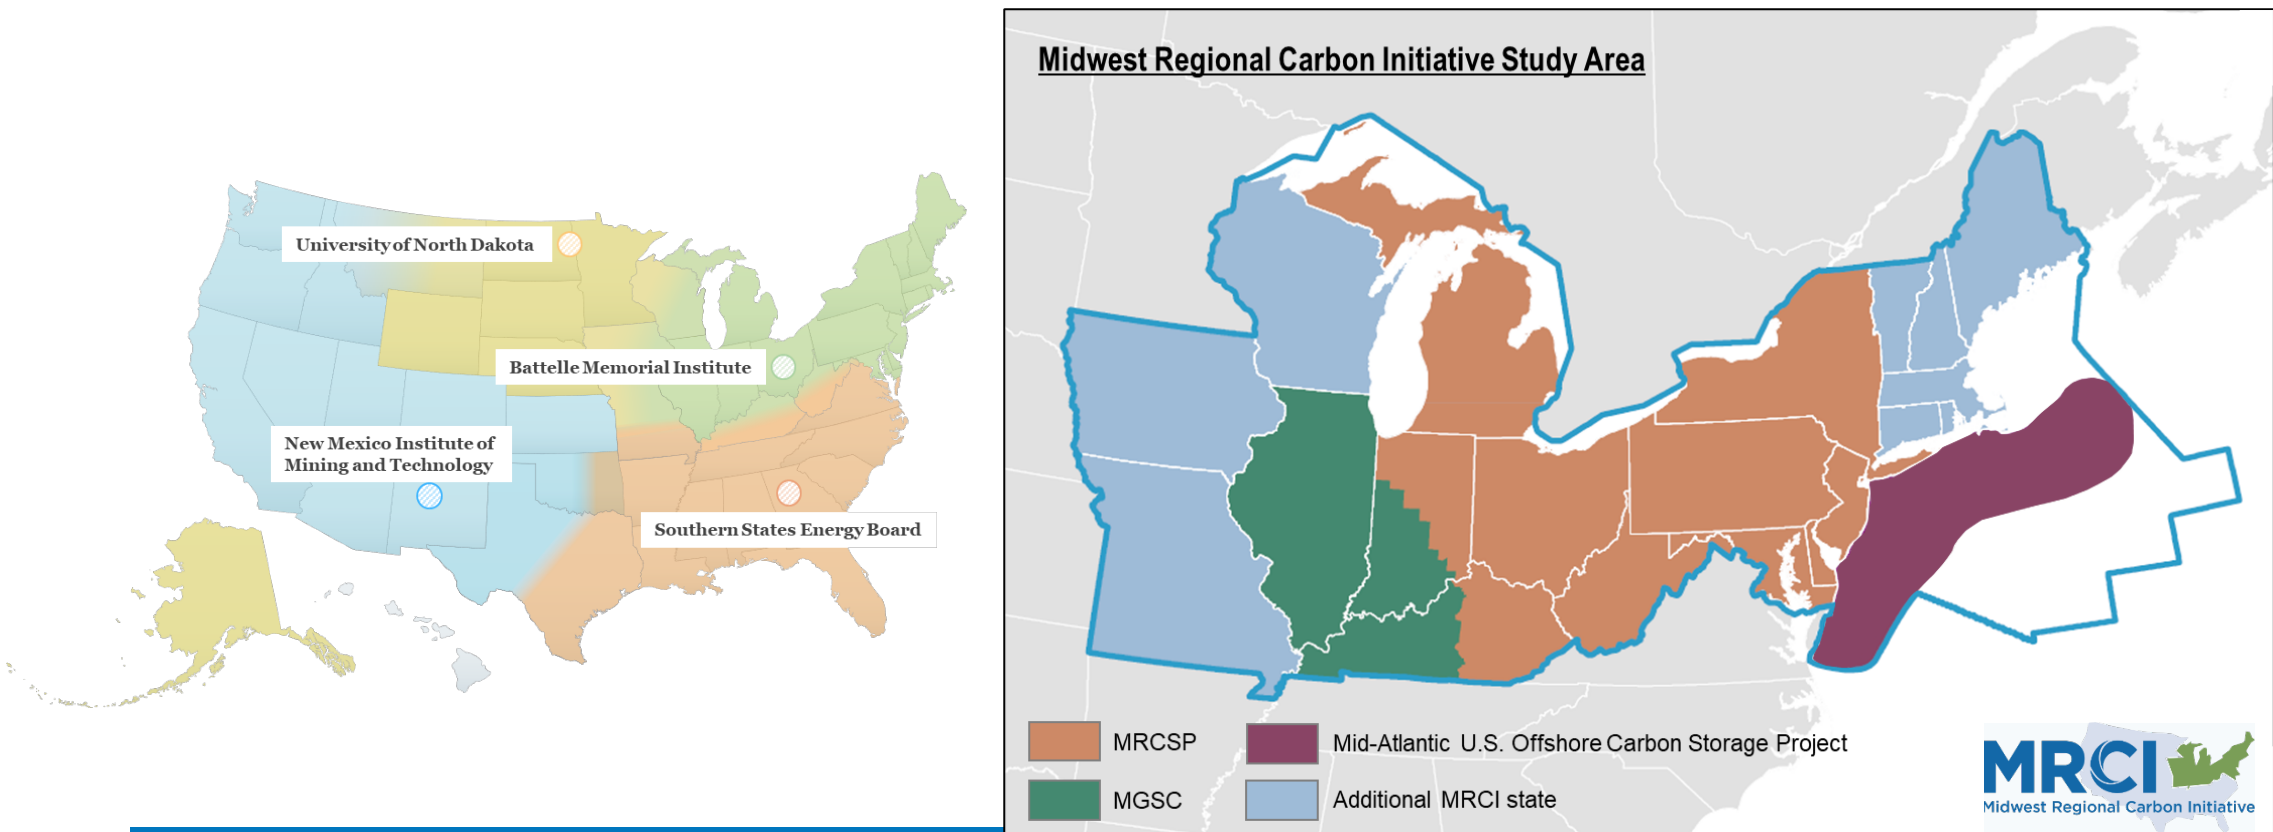 University of North Dakota
Battelle Memorial Institute
New Mexico Institute of
Mining and Technology
Southern States Energy Board
Midwest Regional Carbon Initiative Study Area
MRCSP
Mid-Atlantic U.S. Offshore Carbon Storage Project
MGSC
Additional MRCI state
MRCI
Midwest Regional Carbon Initiative